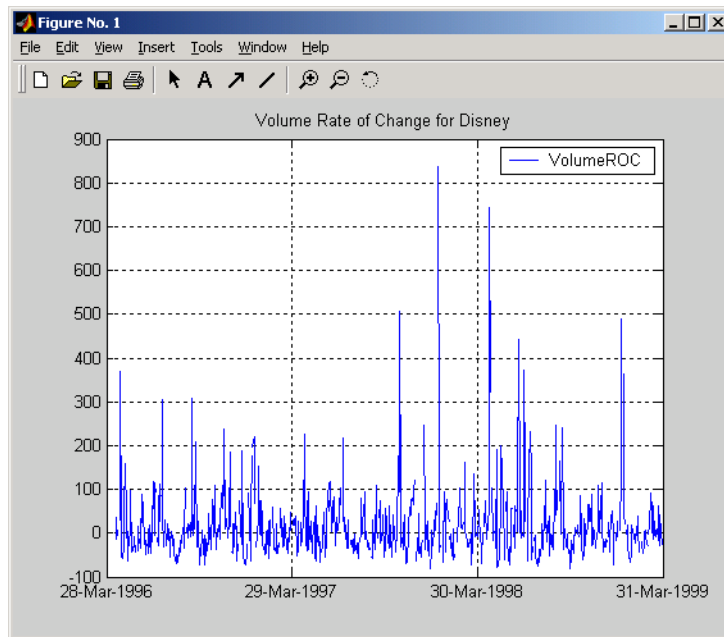 Figure No. 1
File Edit View Insert Tools Window Help
A
Volume Rate of Change for Disney
VolumeROC
900
800
700
600
500
400
300
200
100
0
-100
28-Mar-1996 29-Mar-1997 30-Mar-1998 31-Mar-1999